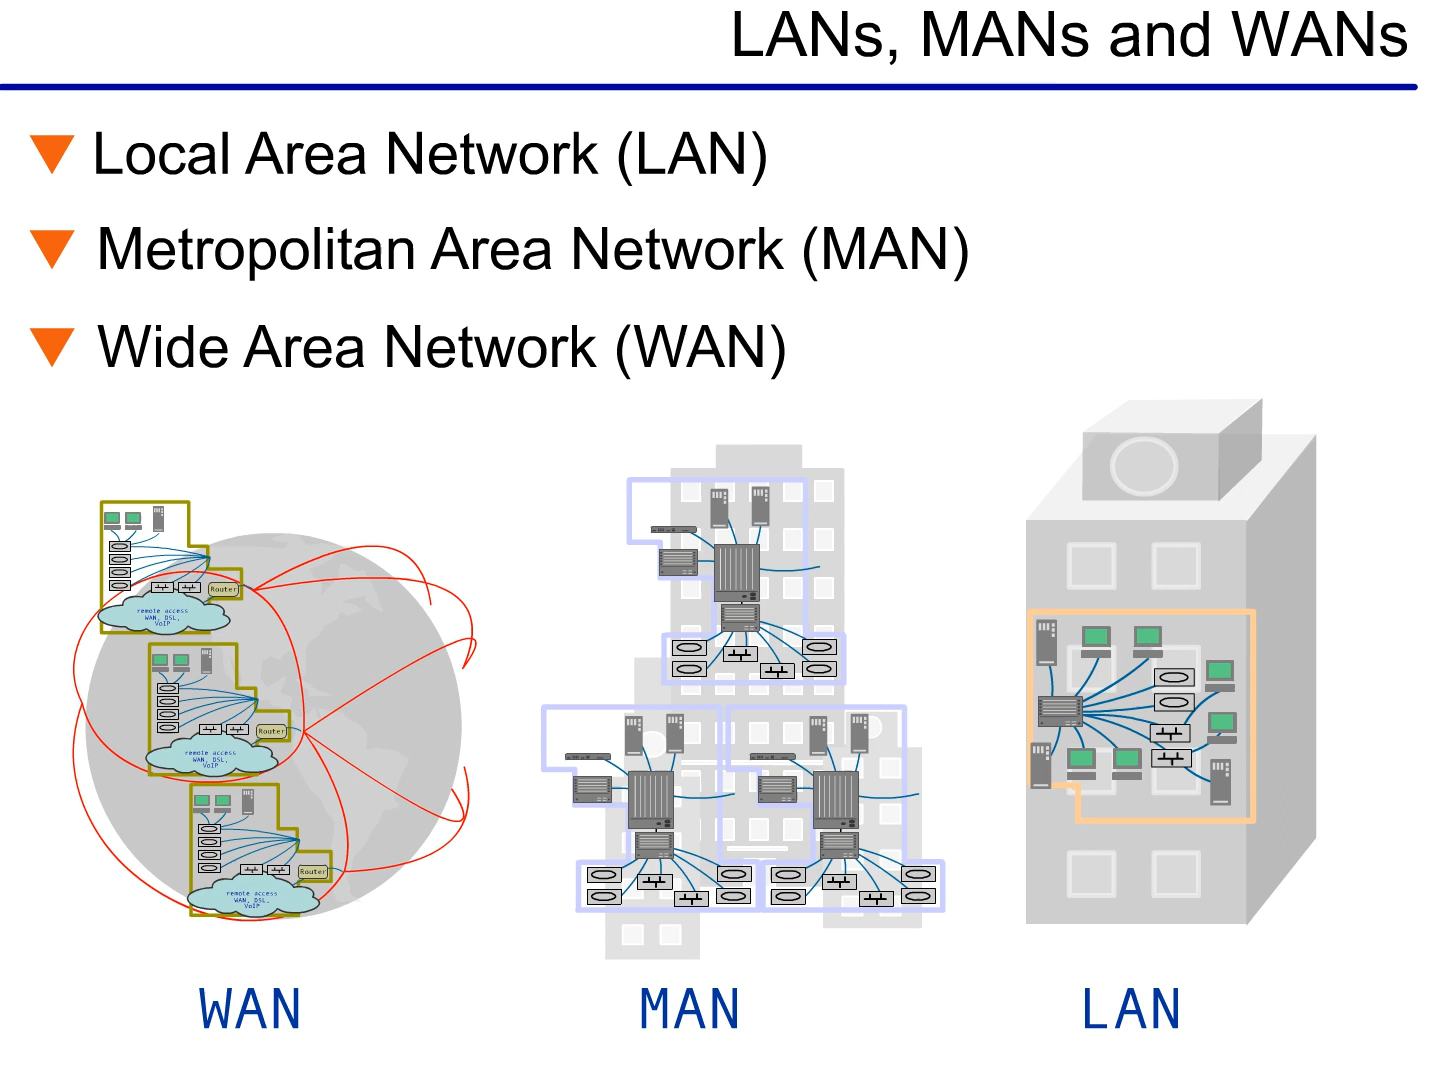 LANs, MANs and WANs
Local Area Network (LAN)
Metropolitan Area Network (MAN)
Wide Area Network (WAN)
Router
remote access
WAN, DSL,
VoIP
Router
remote access
WAN, DSL,
VoIP
Router
remote access
WAN, DSL,
VoIP
WAN
MAN
LAN